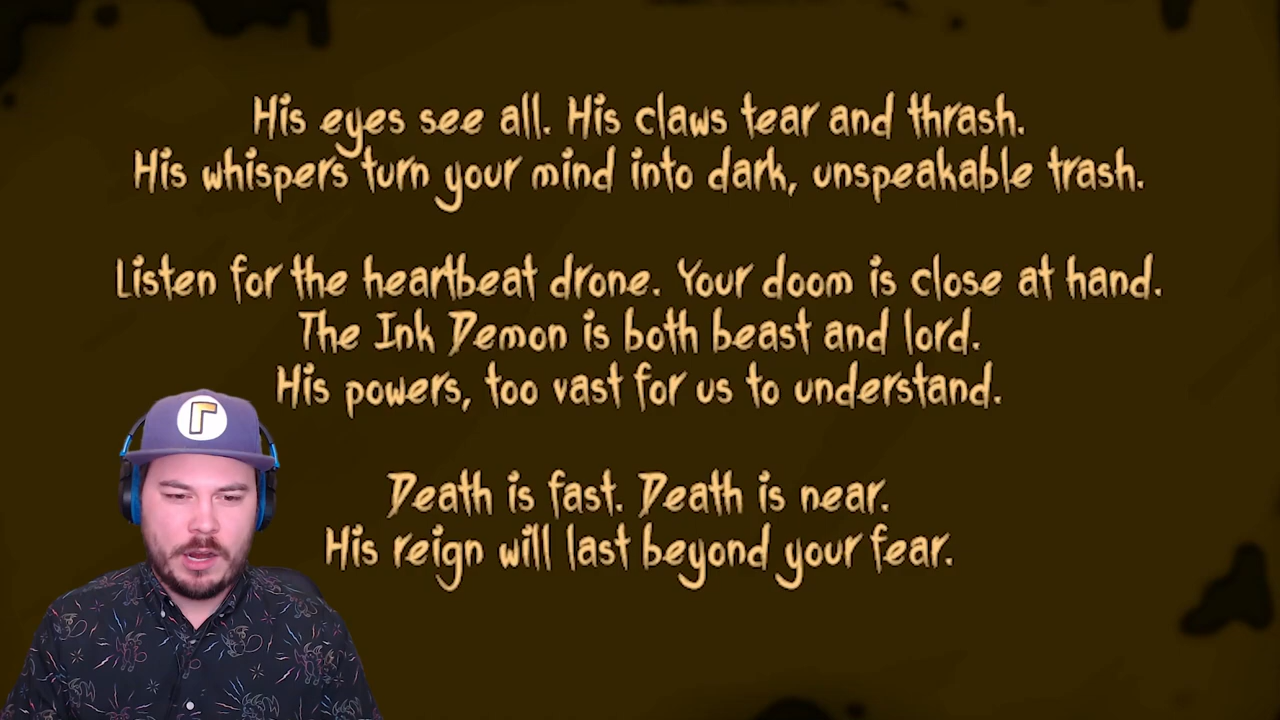 His eyes see all. His claws tear and thrash.
His whispers turn your mind into dark, unspeakable trash.
Listen for the heartbeat drone. Your doom is close at hand.
The Ink Demon is both beast and lord.
His powers, too vast for us to understand.
Death is fast. Death is near.
His reign will last beyond your fear.